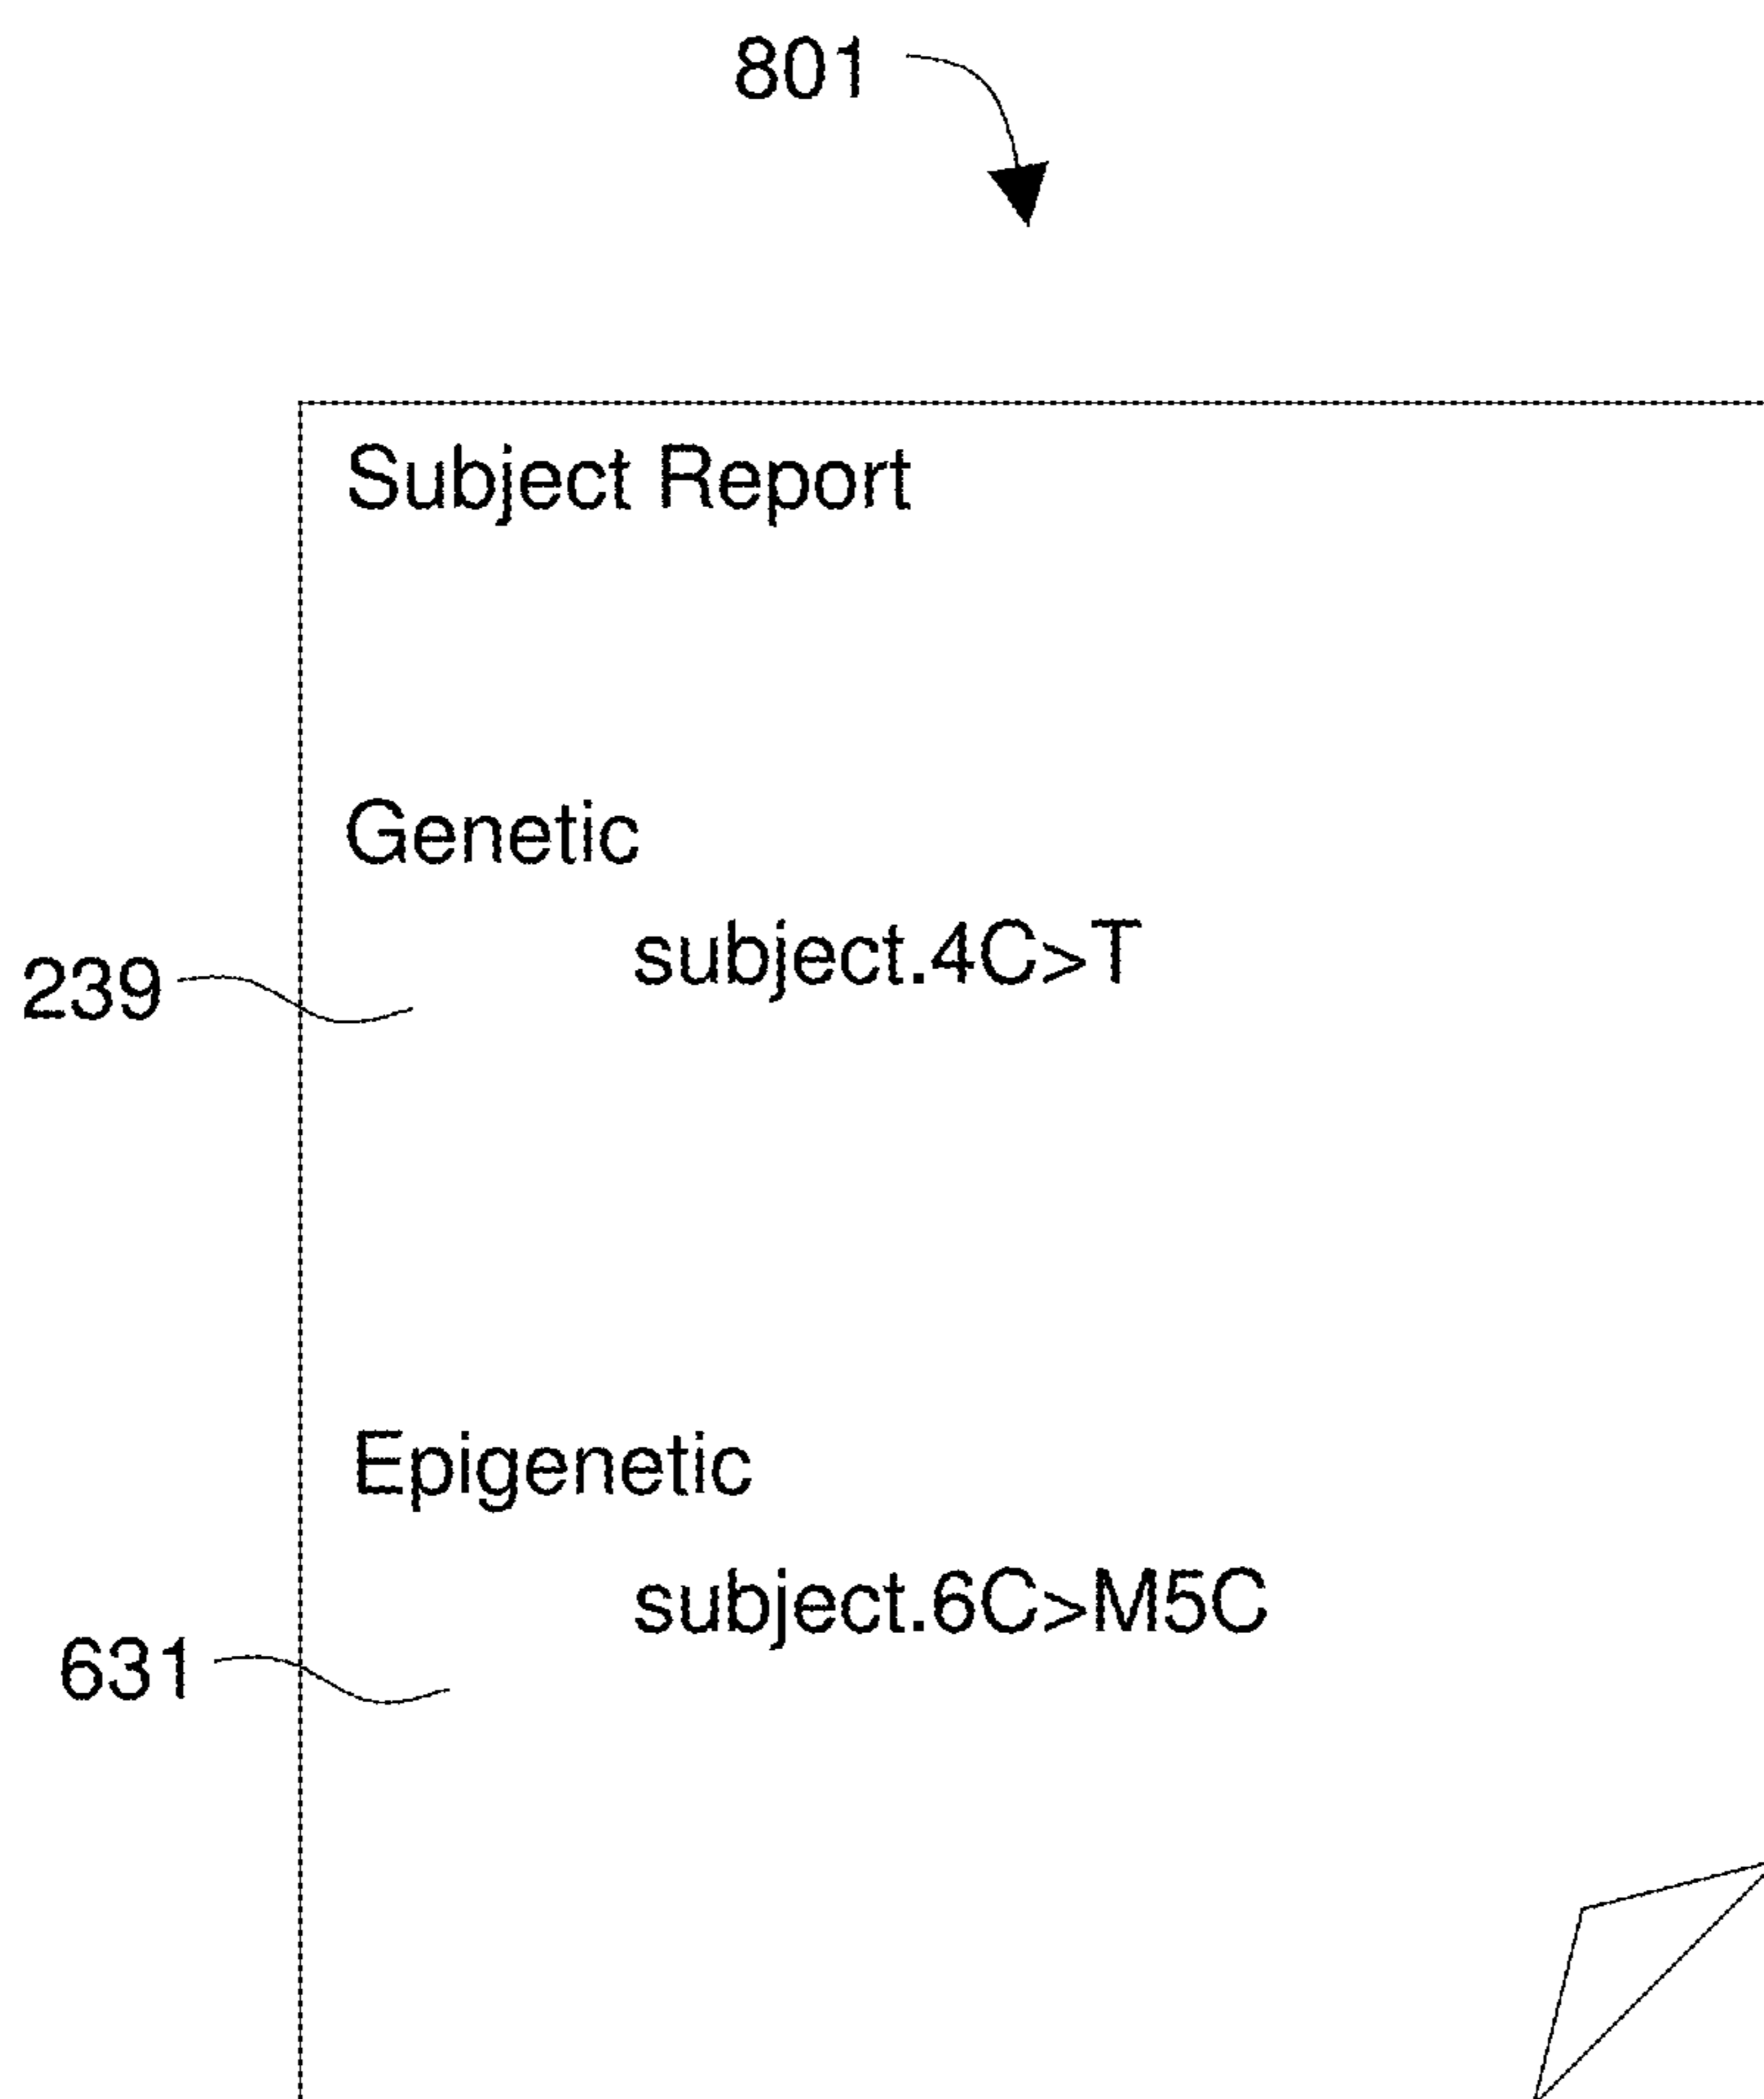 801
Subject Report
Genetic
subject.4C>T
239
Epigenetic
subject.6C>M5C
631